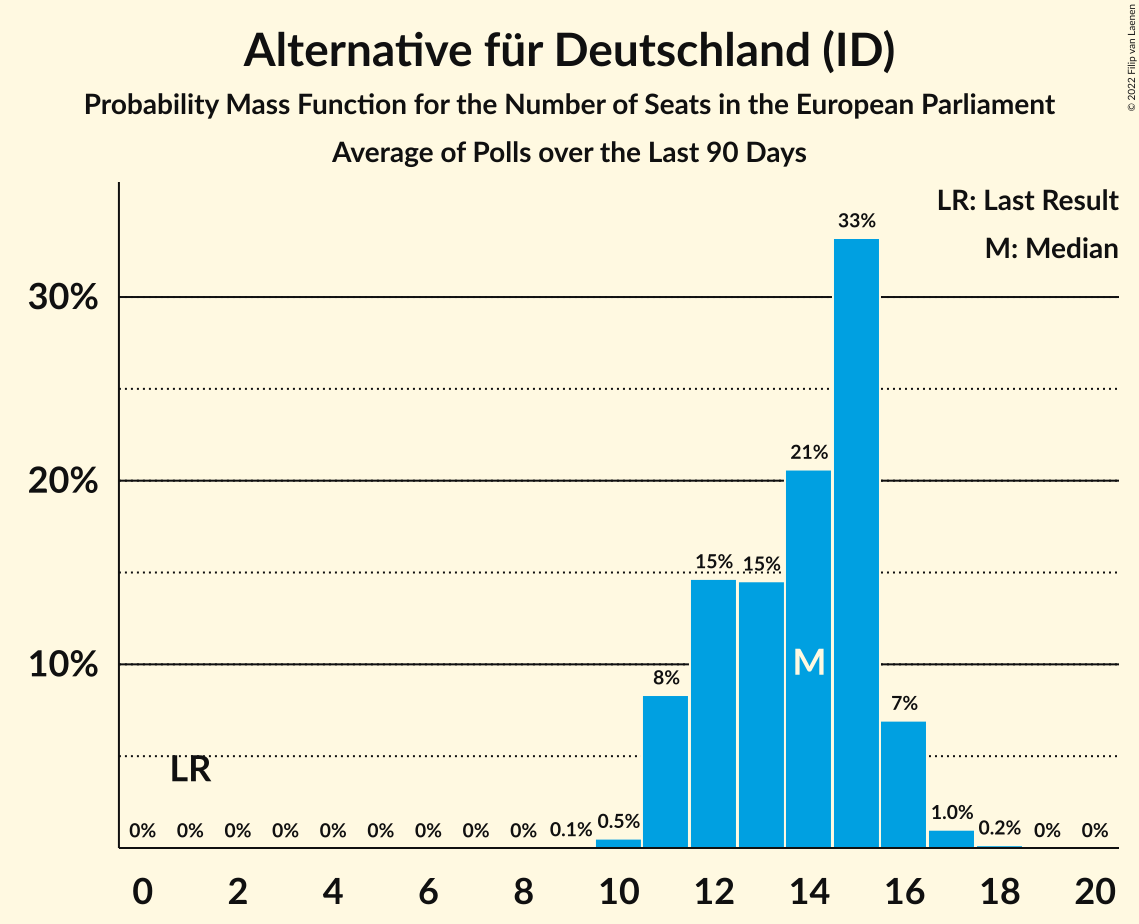 Alternative für Deutschland (ID)
Probability Mass Function for the Number of Seats in the European Parliament
Average of Polls over the Last 90 Days
© 2022 Filip van Laenen
LR: Last Result
M: Median
33%
30%
21%
20%
15% 15%
10%
M
8%
7%
LR
0% 0% 0% 0% 0% 0% 0% 0% 0% 0.1% 0.5% 1.0% 0.2% 0% 0%
0 2 4 6 8 10 12 14 16 18 20